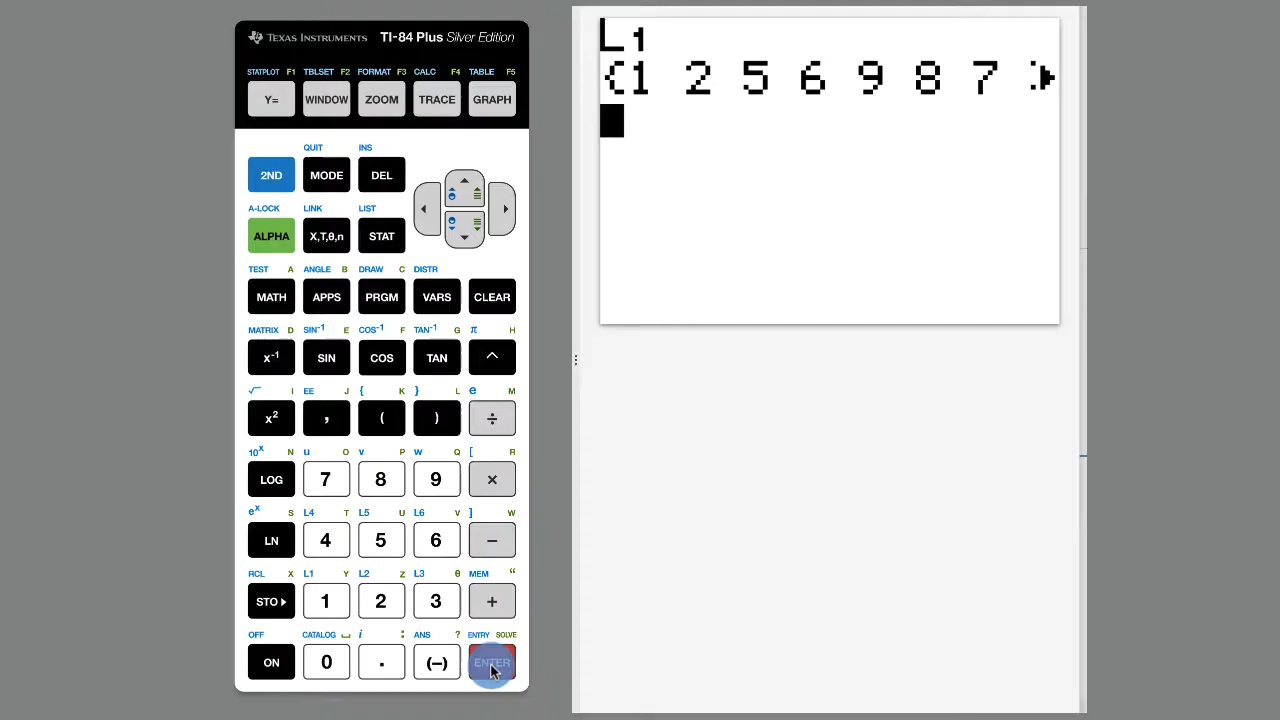 TEXAS INSTRUMENTS TI-84 Plus Silver Edition
STATPLOT F1 TBLSET F2 FORMAT F3 CALC F4 TABLE F5
Y= WINDOW ZOOM TRACE GRAPH
QUIT INS
2ND MODE DEL
A-LOCK LINK LIST
ALPHA X,T,θ,n STAT
TEST A ANGLE B DRAW C DISTR
MATH APPS PRGM VARS CLEAR
MATRIX D SIN⁻¹ E COS⁻¹ F TAN⁻¹ G π H
x⁻¹ SIN COS TAN ^
√ I EE J { K } L e M
x² , ( ) ÷
10ˣ N u O v P w Q [ R
LOG 7 8 9 ×
eˣ S L4 T L5 U L6 V ] W
LN 4 5 6 −
RCL X L1 Y L2 Z L3 θ MEM “
STO▶ 1 2 3 +
OFF CATALOG ⎵ i : ANS ? ENTRY SOLVE
ON 0 . (−) ENTER
L1
{1 2 5 6 9 8 7